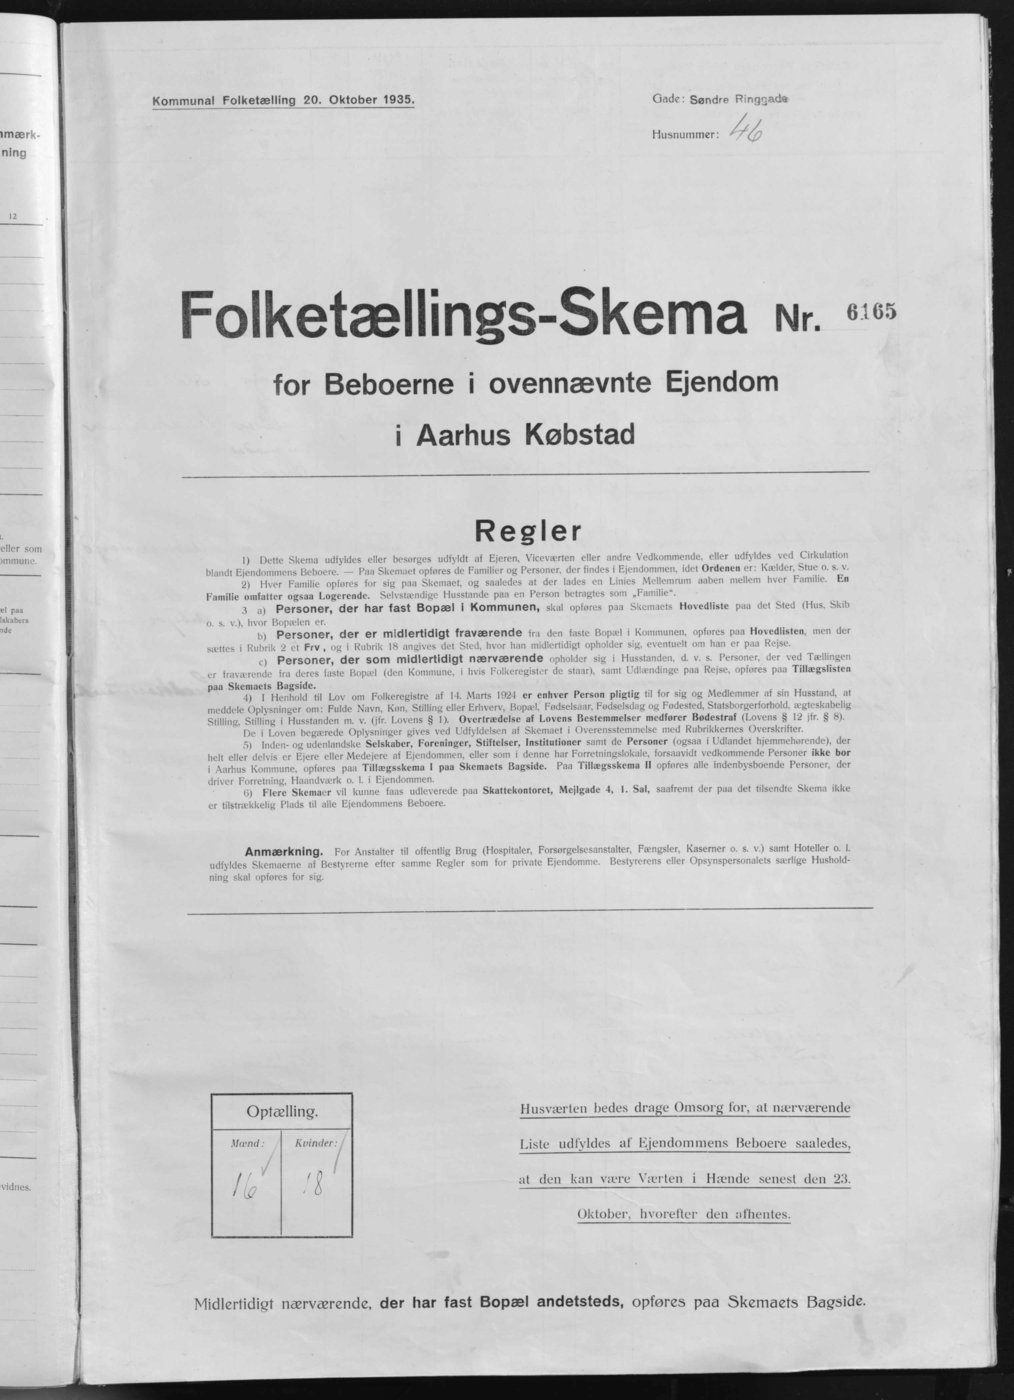 nmærk-
ning
12
eller som
ommune.
el paa
lskabers
nde
vidnes.
Kommunal Folketælling 20. Oktober 1935.
Gade: Søndre Ringgade
Husnummer: 46
Folketællings-Skema Nr. 6165
for Beboerne i ovennævnte Ejendom
i Aarhus Købstad
Regler
1) Dette Skema udfyldes eller besørges udfyldt af Ejeren, Viceværten eller andre Vedkommende, eller udfyldes ved Cirkulation
blandt Ejendommens Beboere. — Paa Skemaet opføres de Familier og Personer, der findes i Ejendommen, idet Ordenen er: Kælder, Stue o. s. v.
2) Hver Familie opføres for sig paa Skemaet, og saaledes at der lades en Linies Mellemrum aaben mellem hver Familie. En
Familie omfatter ogsaa Logerende. Selvstændige Husstande paa en Person betragtes som „Familie".
3 a) Personer, der har fast Bopæl i Kommunen, skal opføres paa Skemaets Hovedliste paa det Sted (Hus, Skib
o. s. v.), hvor Bopælen er.
b) Personer, der er midlertidigt fraværende fra den faste Bopæl i Kommunen, opføres paa Hovedlisten, men der
sættes i Rubrik 2 et Frv., og i Rubrik 18 angives det Sted, hvor han midlertidigt opholder sig, eventuelt om han er paa Rejse.
c) Personer, der som midlertidigt nærværende opholder sig i Husstanden, d. v. s. Personer, der ved Tællingen
er fraværende fra deres faste Bopæl (den Kommune, i hvis Folkeregister de staar), samt Udlændinge paa Rejse, opføres paa Tillægslisten
paa Skemaets Bagside.
4) I Henhold til Lov om Folkeregistre af 14. Marts 1924 er enhver Person pligtig til for sig og Medlemmer af sin Husstand, at
meddele Oplysninger om: Fulde Navn, Køn, Stilling eller Erhverv, Bopæl, Fødselsaar, Fødselsdag og Fødested, Statsborgerforhold, ægteskabelig
Stilling, Stilling i Husstanden m. v. (jfr. Lovens § 1). Overtrædelse af Lovens Bestemmelser medfører Bødestraf (Lovens § 12 jfr. § 8).
De i Loven begærede Oplysninger gives ved Udfyldelsen af Skemaet i Overensstemmelse med Rubrikkernes Overskrifter.
5) Inden- og udenlandske Selskaber, Foreninger, Stiftelser, Institutioner samt de Personer (ogsaa i Udlandet hjemmehørende), der
helt eller delvis er Ejere eller Medejere af Ejendommen, eller som i denne har Forretningslokale, forsaavidt vedkommende Personer ikke bor
i Aarhus Kommune, opføres paa Tillægsskema I paa Skemaets Bagside. Paa Tillægsskema II opføres alle indenbysboende Personer, der
driver Forretning, Haandværk o. l. i Ejendommen.
6) Flere Skemaer vil kunne faas udleverede paa Skattekontoret, Mejlgade 4, 1. Sal, saafremt der paa det tilsendte Skema ikke
er tilstrækkelig Plads til alle Ejendommens Beboere.
Anmærkning. For Anstalter til offentlig Brug (Hospitaler, Forsørgelsesanstalter, Fængsler, Kaserner o. s. v.) samt Hoteller o. l.
udfyldes Skemaerne af Bestyrerne efter samme Regler som for private Ejendomme. Bestyrerens eller Opsynspersonalets særlige Hushold-
ning skal opføres for sig.
Optælling.
Mænd: Kvinder:
16 18
Husværten bedes drage Omsorg for, at nærværende
Liste udfyldes af Ejendommens Beboere saaledes,
at den kan være Værten i Hænde senest den 23.
Oktober, hvorefter den afhentes.
Midlertidigt nærværende, der har fast Bopæl andetsteds, opføres paa Skemaets Bagside.